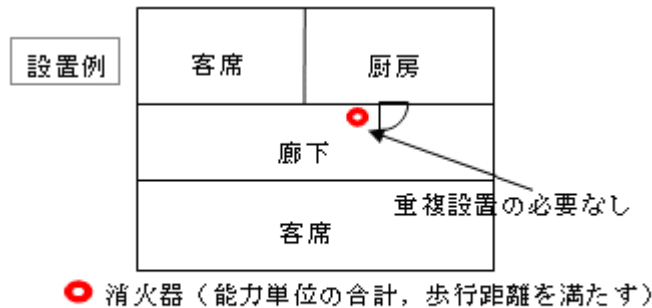 設置例
客席
厨房
廊下
重複設置の必要なし
客席
消火器（能力単位の合計，歩行距離を満たす）